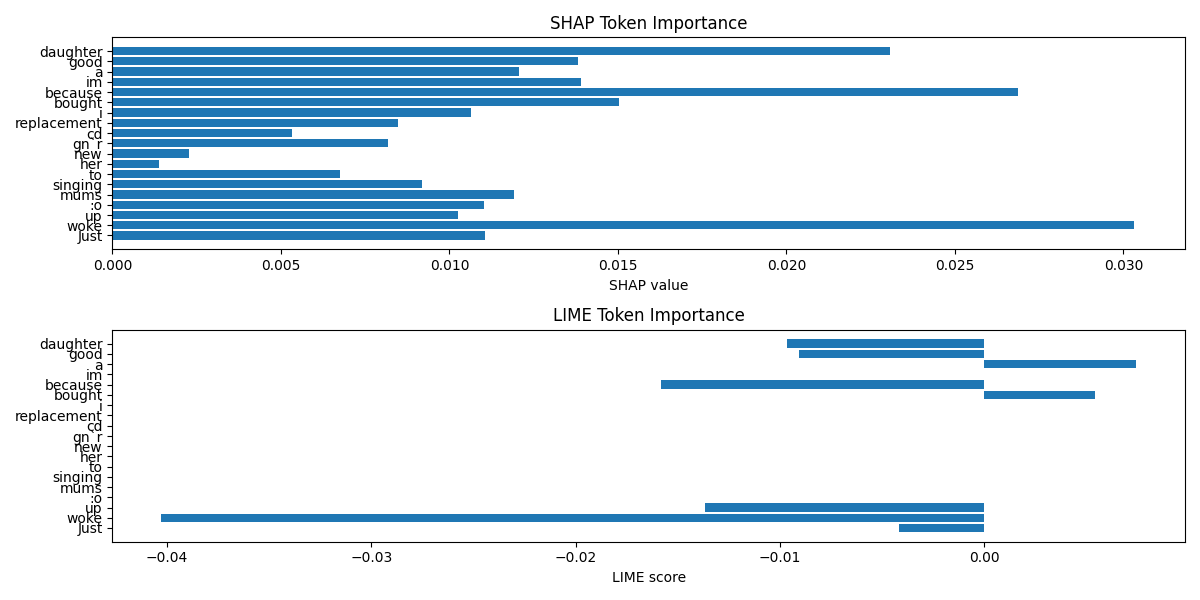 SHAP Token Importance
daughter
good
a
im
because
bought
i
replacement
cd
gn`r
new
her
to
singing
mums
:o
up
woke
just
0.000 0.005 0.010 0.015 0.020 0.025 0.030
SHAP value
LIME Token Importance
daughter
good
a
im
because
bought
i
replacement
cd
gn`r
new
her
to
singing
mums
:o
up
woke
just
−0.04 −0.03 −0.02 −0.01 0.00
LIME score